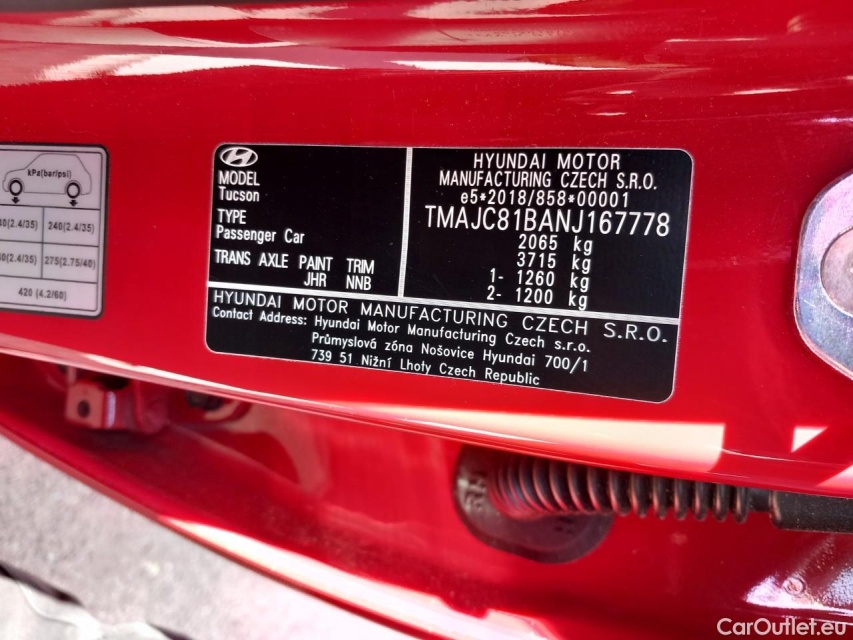 kPa(bar/psi)
240(2.4/35)
275(2.75/40)
420 (4.2/60)
MODEL
Tucson
TYPE
Passenger Car
TRANS AXLE PAINT TRIM
JHR NNB
HYUNDAI MOTOR
MANUFACTURING CZECH S.R.O.
e5*2018/858*00001
TMAJC81BANJ167778
2065 kg
3715 kg
1- 1260 kg
2- 1200 kg
HYUNDAI MOTOR MANUFACTURING CZECH S.R.O.
Contact Address: Hyundai Motor Manufacturing Czech s.r.o.
Průmyslová zóna Nošovice Hyundai 700/1
739 51 Nižní Lhoty Czech Republic
CarOutlet.eu